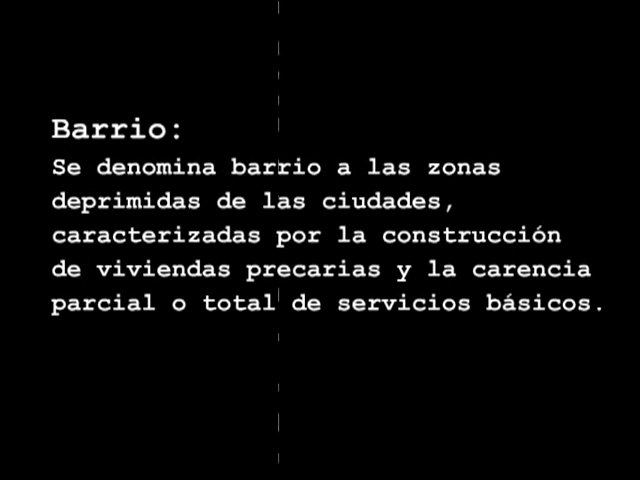 Barrio:
Se denomina barrio a las zonas
deprimidas de las ciudades,
caracterizadas por la construcción
de viviendas precarias y la carencia
parcial o total de servicios básicos.